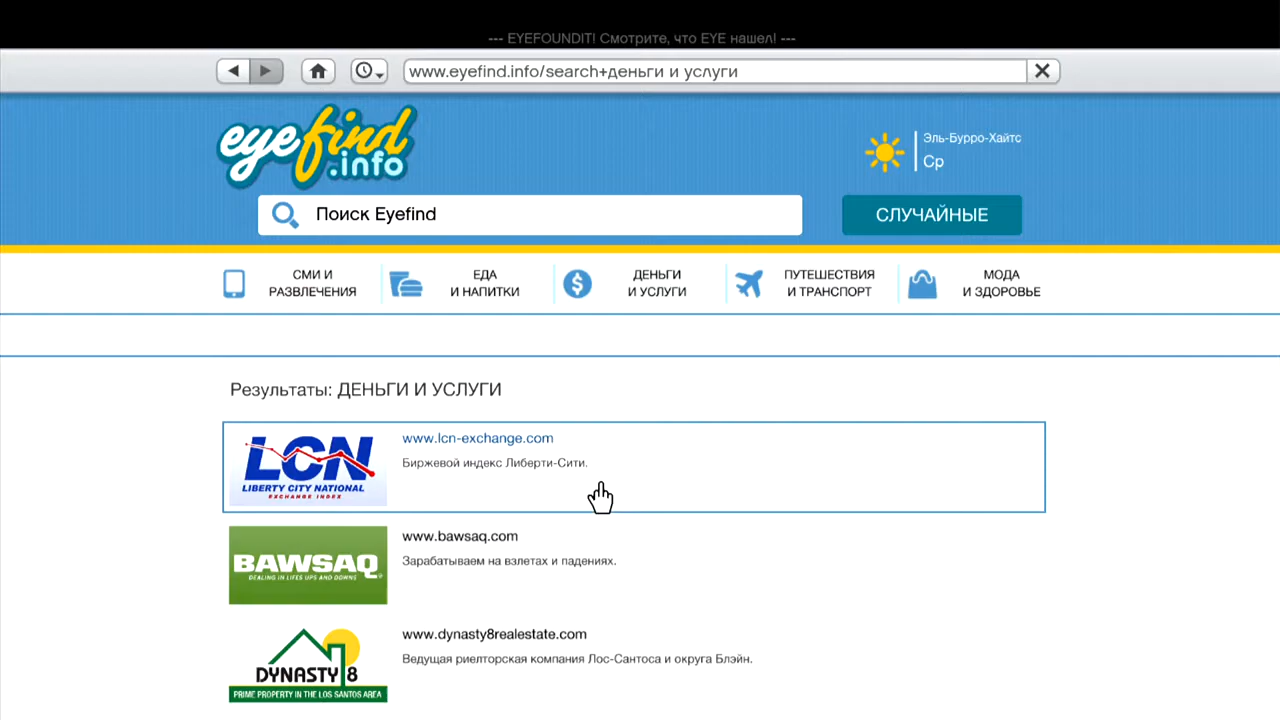 --- EYEFOUNDIT! Смотрите, что EYE нашел! ---
www.eyefind.info/search+деньги и услуги
eyefind
.info
Эль-Бурро-Хайтс
Ср
Поиск Eyefind
СЛУЧАЙНЫЕ
СМИ И
РАЗВЛЕЧЕНИЯ
ЕДА
И НАПИТКИ
ДЕНЬГИ
И УСЛУГИ
ПУТЕШЕСТВИЯ
И ТРАНСПОРТ
МОДА
И ЗДОРОВЬЕ
Результаты: ДЕНЬГИ И УСЛУГИ
LCN
LIBERTY CITY NATIONAL
EXCHANGE INDEX
www.lcn-exchange.com
Биржевой индекс Либерти-Сити.
BAWSAQ
DEALING IN LIFES UPS AND DOWNS
www.bawsaq.com
Зарабатываем на взлетах и падениях.
DYNASTY 8
PRIME PROPERTY IN THE LOS SANTOS AREA
www.dynasty8realestate.com
Ведущая риелторская компания Лос-Сантоса и округа Блэйн.